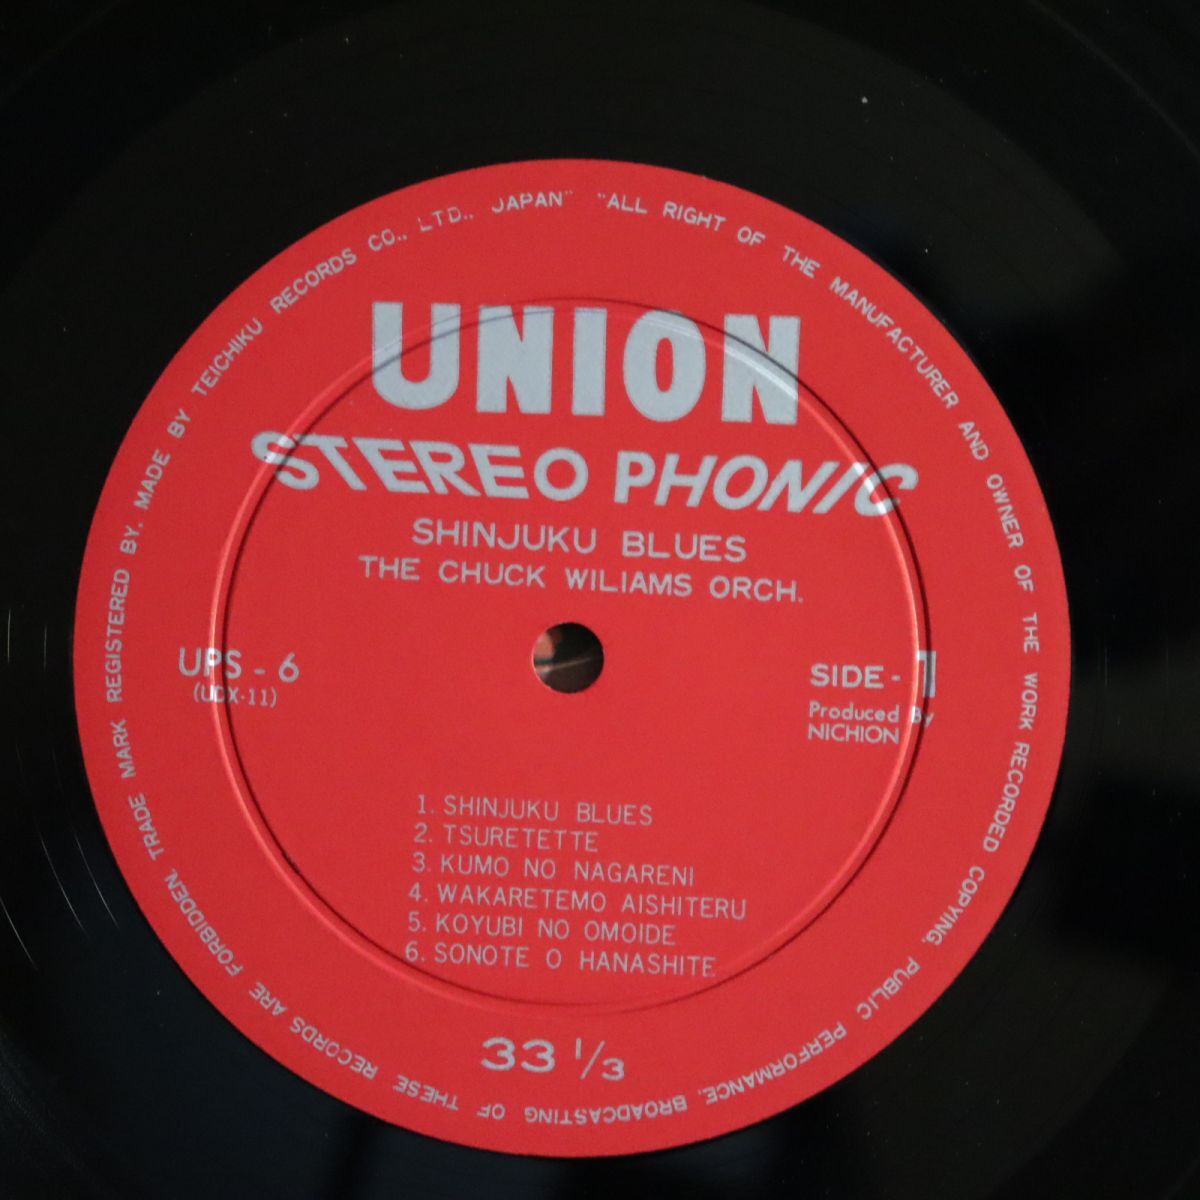 UNION
STEREO PHONIC
SHINJUKU BLUES
THE CHUCK WILIAMS ORCH.
UPS - 6
(UDX-11)
SIDE - 1
Produced By
NICHION
1. SHINJUKU BLUES
2. TSURETETTE
3. KUMO NO NAGARENI
4. WAKARETEMO AISHITERU
5. KOYUBI NO OMOIDE
6. SONOTE O HANASHITE
33 1/3
TRADE MARK REGISTERED BY. MADE BY TEICHIKU RECORDS CO., LTD., JAPAN" "ALL RIGHT OF THE MANUFACTURER AND OWNER OF THE WORK RECORDED COPYING, PUBLIC PERFORMANCE, BROADCASTING OF THESE RECORDS ARE FORBIDDEN.